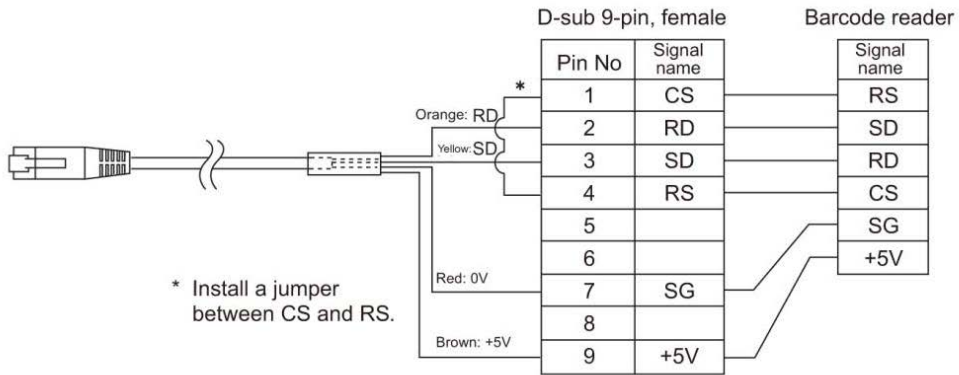 D-sub 9-pin, female
Barcode reader
Pin No Signal name
Signal name
*
1 CS RS
Orange: RD
2 RD SD
Yellow: SD
3 SD RD
4 RS CS
5 SG
6 +5V
* Install a jumper
between CS and RS.
Red: 0V
7 SG
8
Brown: +5V
9 +5V